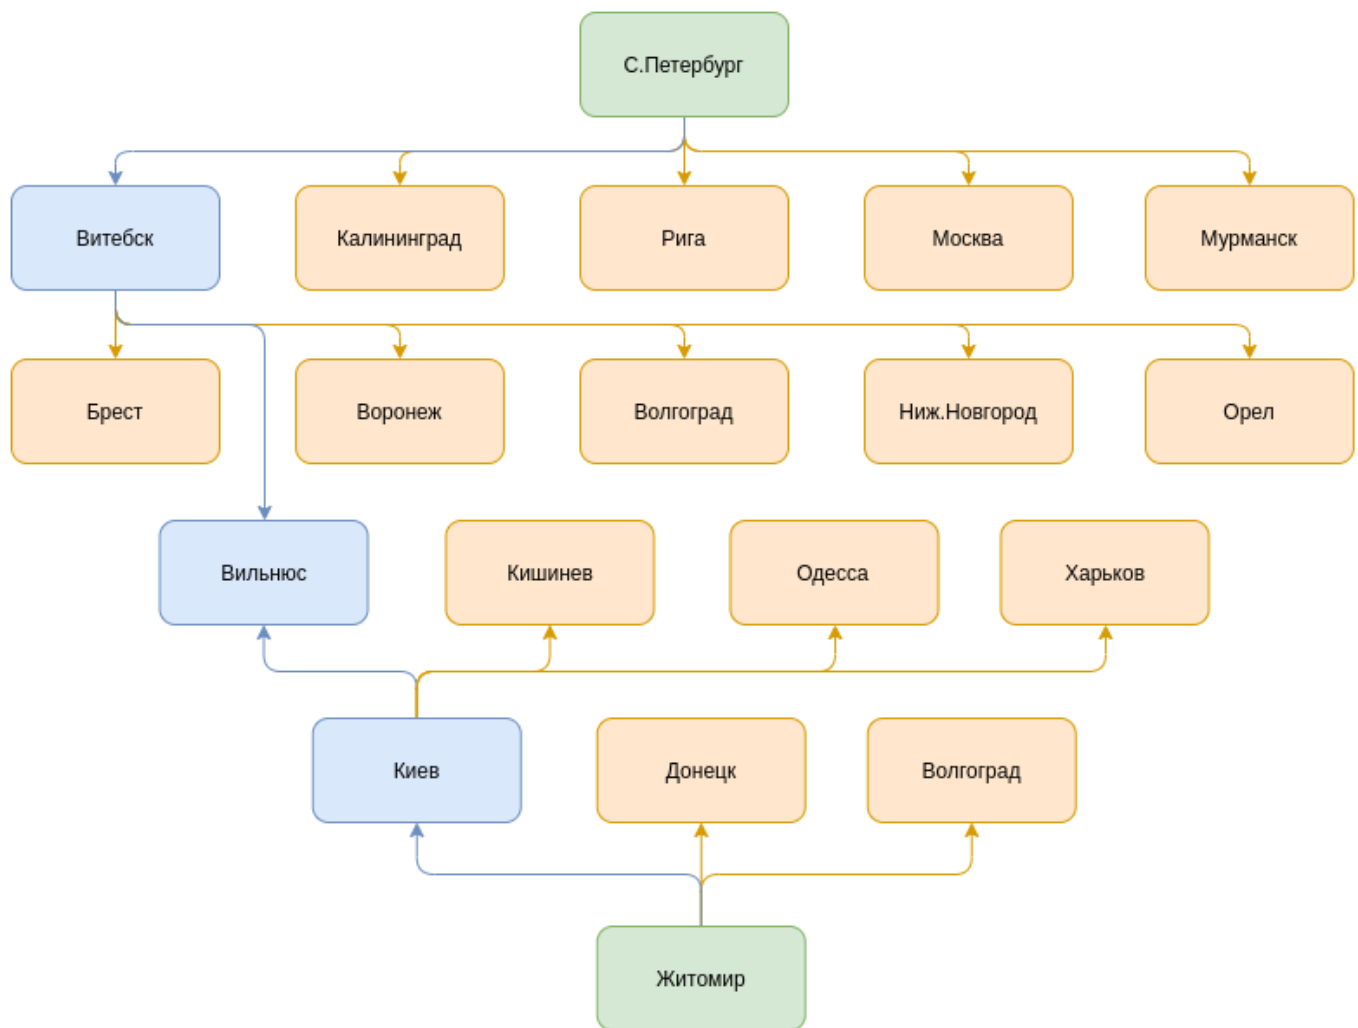 С.Петербург
Витебск
Калининград
Рига
Москва
Мурманск
Брест
Воронеж
Волгоград
Ниж.Новгород
Орел
Вильнюс
Кишинев
Одесса
Харьков
Киев
Донецк
Волгоград
Житомир